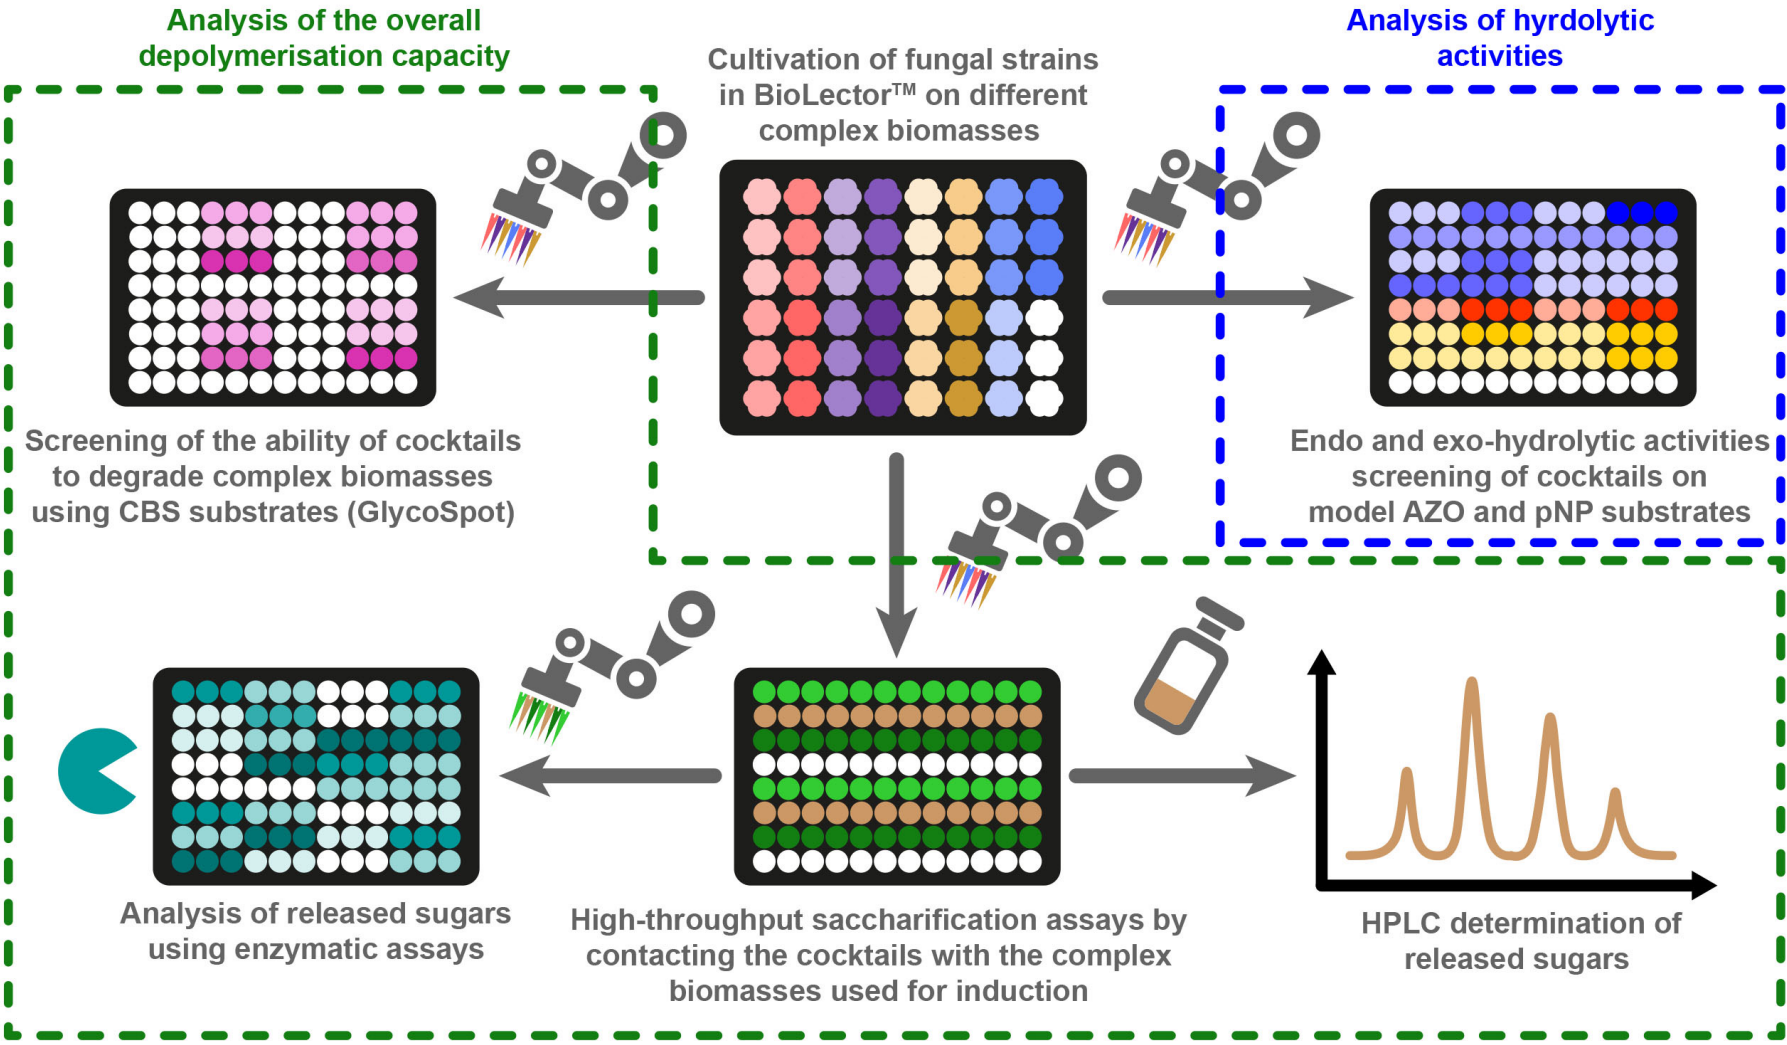 Analysis of the overall
depolymerisation capacity
Cultivation of fungal strains
in BioLector™ on different
complex biomasses
Analysis of hyrdolytic
activities
Screening of the ability of cocktails
to degrade complex biomasses
using CBS substrates (GlycoSpot)
Endo and exo-hydrolytic activities
screening of cocktails on
model AZO and pNP substrates
Analysis of released sugars
using enzymatic assays
High-throughput saccharification assays by
contacting the cocktails with the complex
biomasses used for induction
HPLC determination of
released sugars